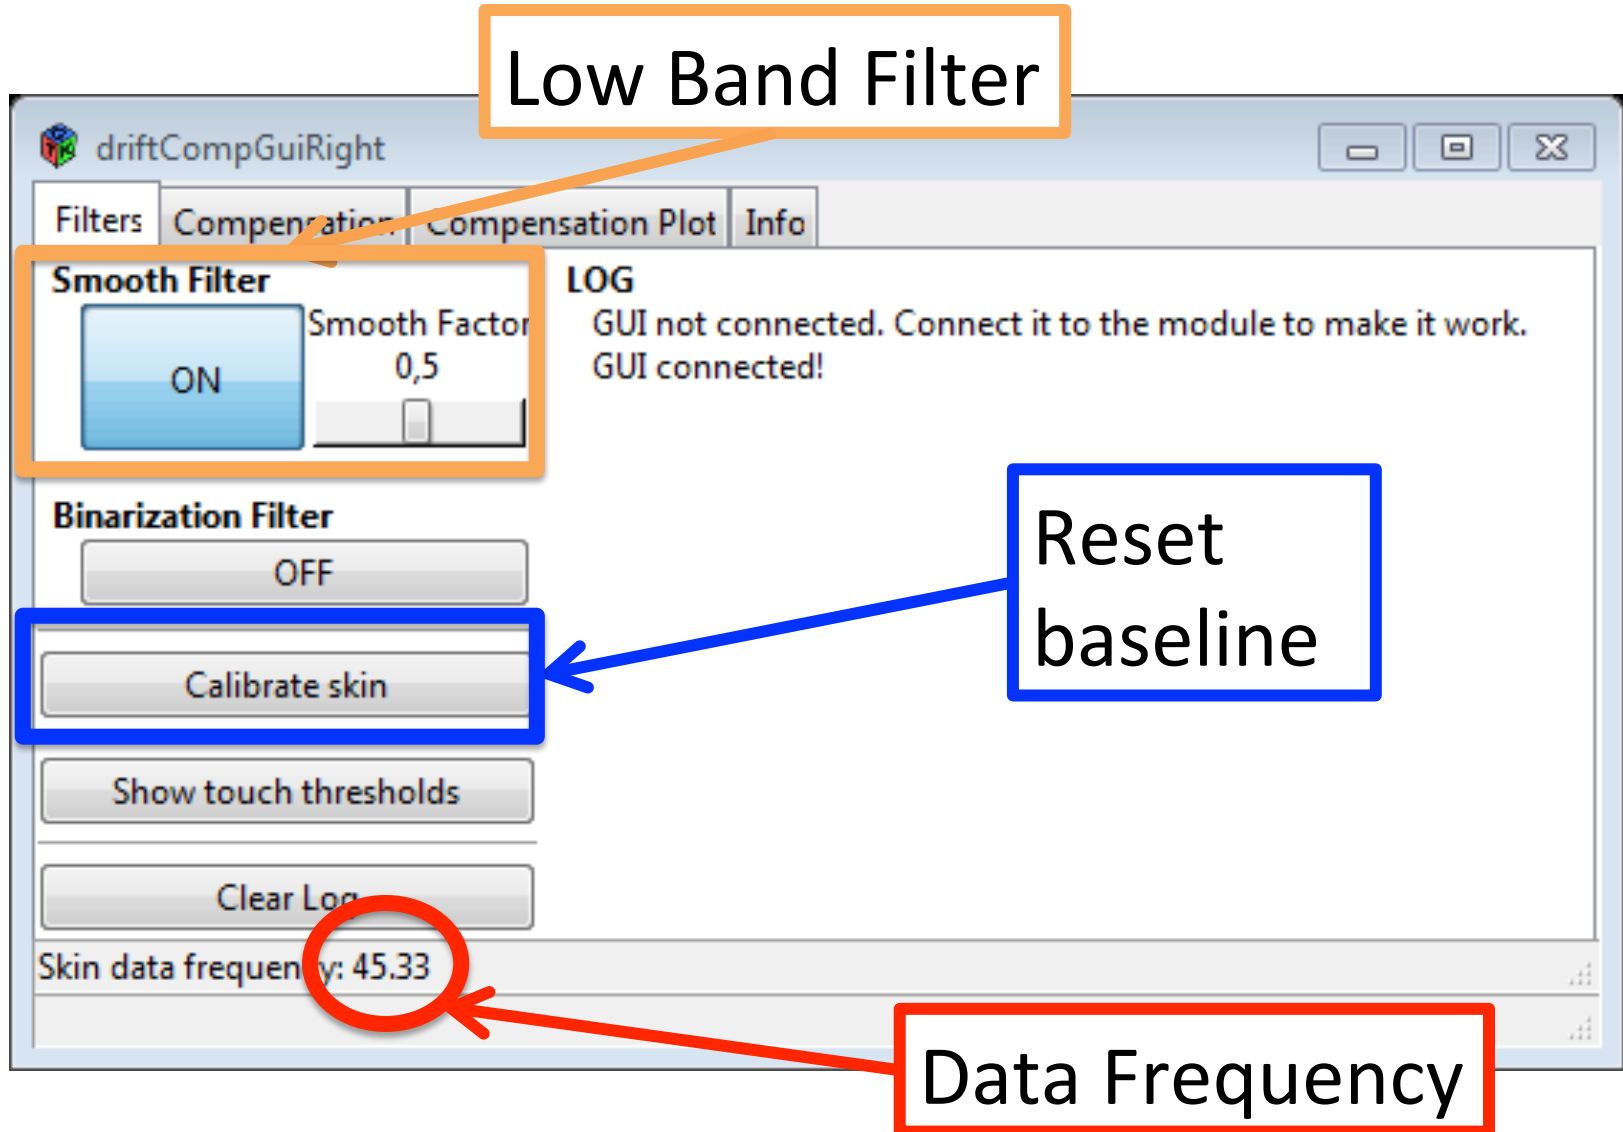 Low Band Filter
driftCompGuiRight
Filters Compensation Compensation Plot Info
Smooth Filter
Smooth Factor
0,5
ON
LOG
GUI not connected. Connect it to the module to make it work.
GUI connected!
Binarization Filter
OFF
Reset
baseline
Calibrate skin
Show touch thresholds
Clear Log
Skin data frequency: 45.33
Data Frequency